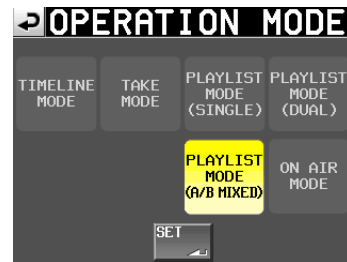 OPERATION MODE
TIMELINE MODE
TAKE MODE
PLAYLIST MODE (SINGLE)
PLAYLIST MODE (DUAL)
PLAYLIST MODE (A/B MIXED)
ON AIR MODE
SET